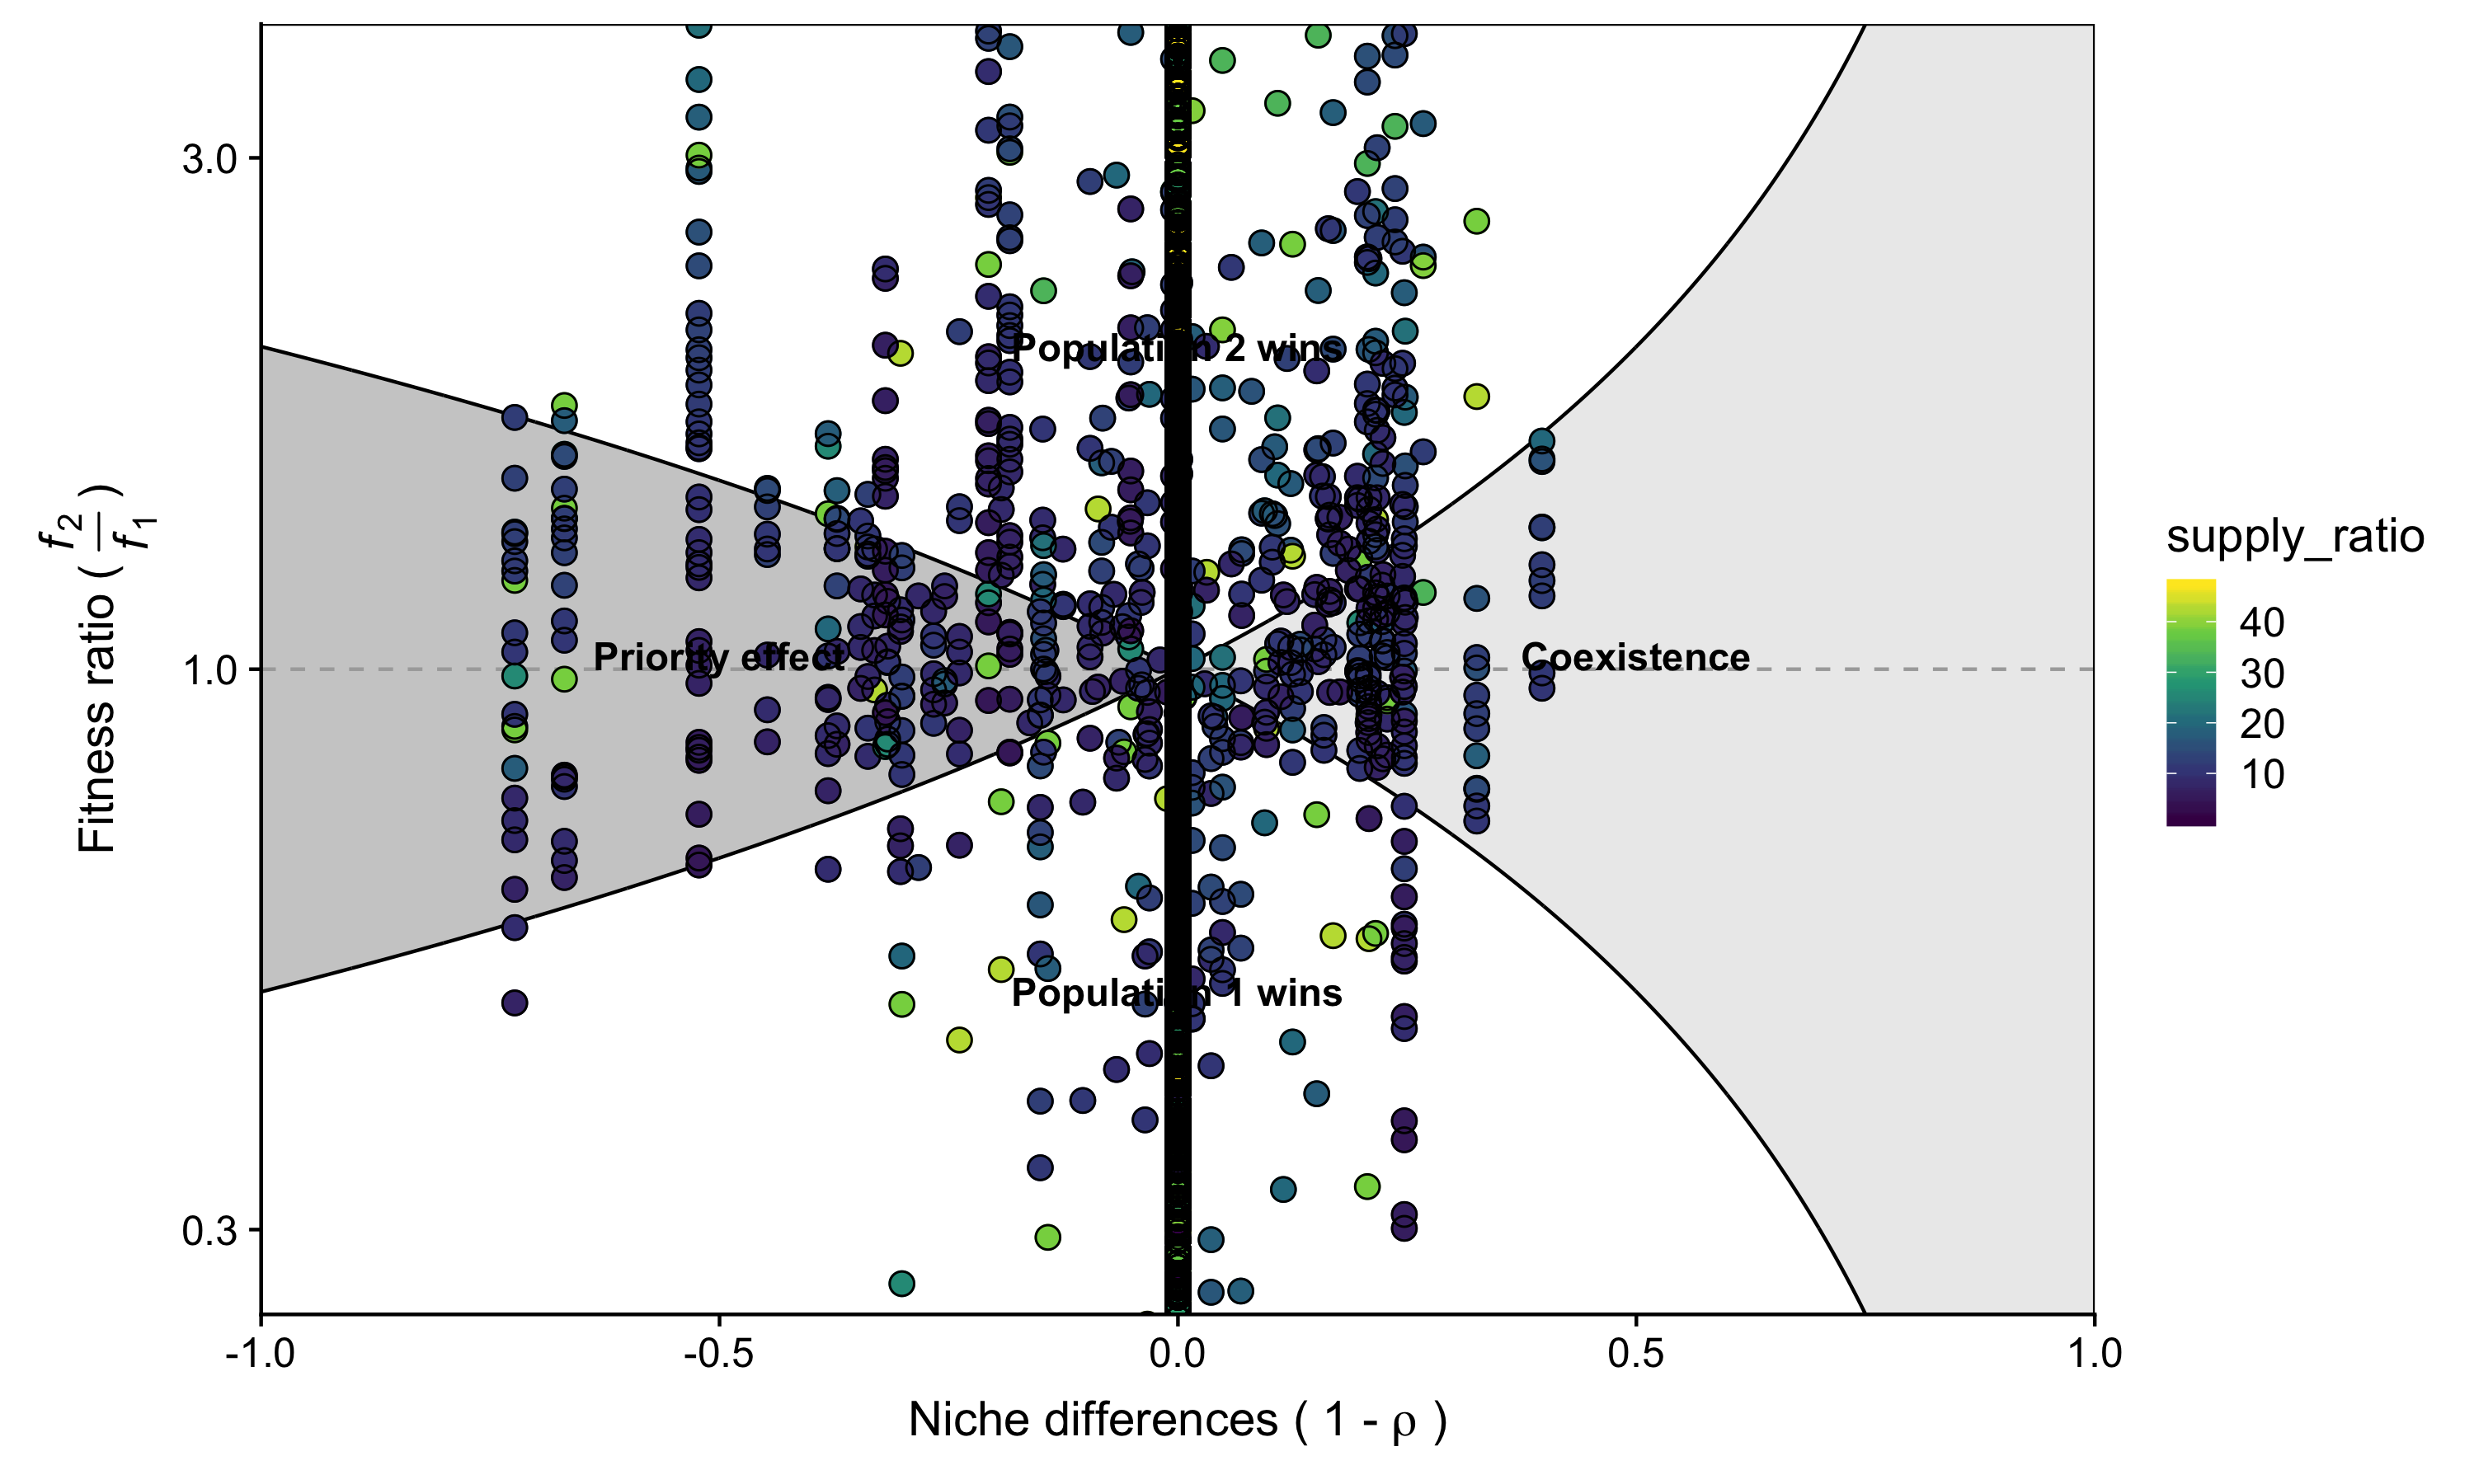 3.0
1.0
0.3
Fitness ratio ( f2 / f1 )
Population 2 wins
Priority effect
Coexistence
Population 1 wins
-1.0
-0.5
0.0
0.5
1.0
Niche differences ( 1 - ρ )
supply_ratio
40
30
20
10